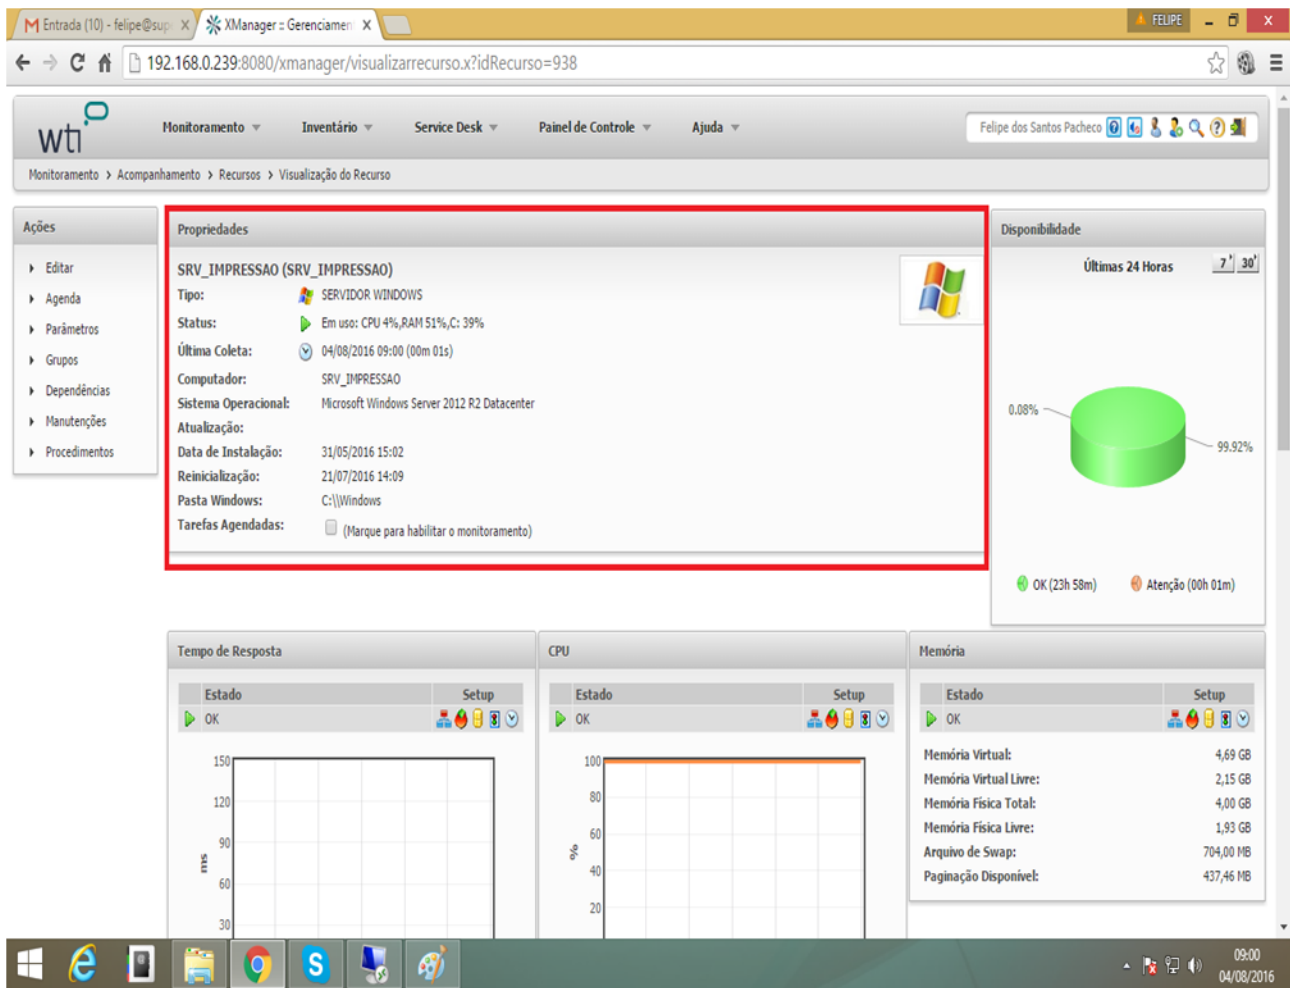 Entrada (10) - felipe@sup
XManager :: Gerenciamen
FELIPE
192.168.0.239:8080/xmanager/visualizarrecurso.x?idRecurso=938
wti
Monitoramento
Inventário
Service Desk
Painel de Controle
Ajuda
Felipe dos Santos Pacheco
Monitoramento > Acompanhamento > Recursos > Visualização do Recurso
Ações
Editar
Agenda
Parâmetros
Grupos
Dependências
Manutenções
Procedimentos
Propriedades
SRV_IMPRESSAO (SRV_IMPRESSAO)
Tipo: SERVIDOR WINDOWS
Status: Em uso: CPU 4%,RAM 51%,C: 39%
Última Coleta: 04/08/2016 09:00 (00m 01s)
Computador: SRV_IMPRESSAO
Sistema Operacional: Microsoft Windows Server 2012 R2 Datacenter
Atualização:
Data de Instalação: 31/05/2016 15:02
Reinicialização: 21/07/2016 14:09
Pasta Windows: C:\\Windows
Tarefas Agendadas: (Marque para habilitar o monitoramento)
Disponibilidade
Últimas 24 Horas
7' 30'
0.08%
99.92%
OK (23h 58m)
Atenção (00h 01m)
Tempo de Resposta
Estado Setup
OK
150
120
90
60
30
ms
CPU
Estado Setup
OK
100
80
60
40
20
%
Memória
Estado Setup
OK
Memória Virtual: 4,69 GB
Memória Virtual Livre: 2,15 GB
Memória Física Total: 4,00 GB
Memória Física Livre: 1,93 GB
Arquivo de Swap: 704,00 MB
Paginação Disponível: 437,46 MB
09:00
04/08/2016